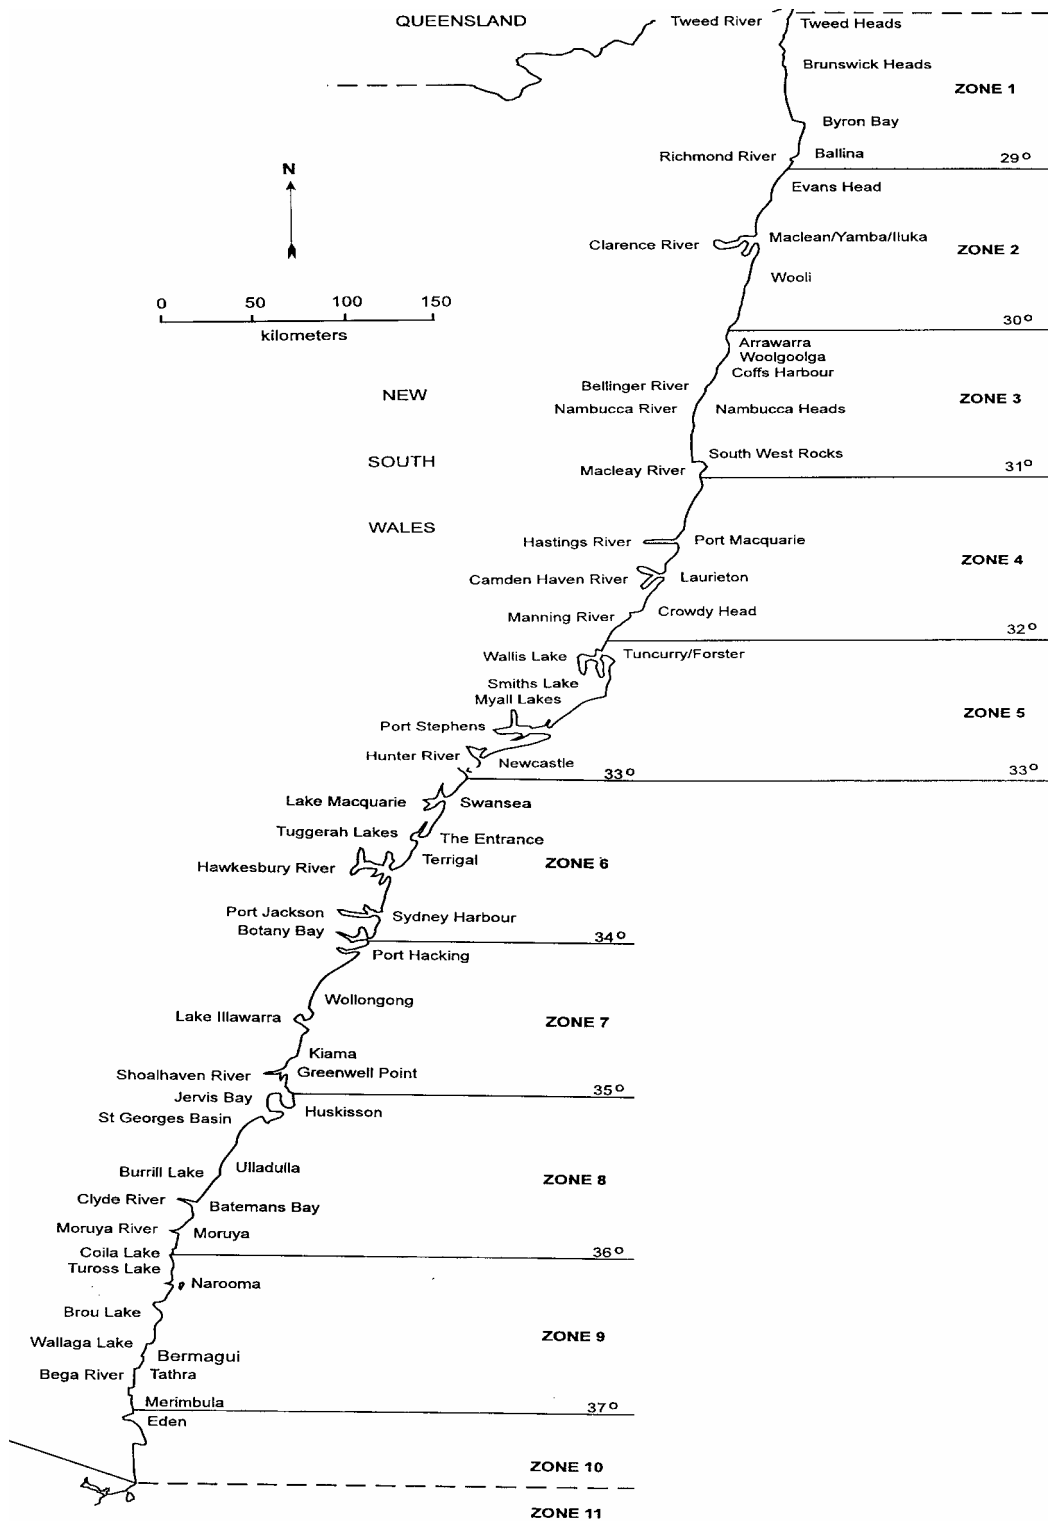 QUEENSLAND
Tweed River
Tweed Heads
Brunswick Heads
ZONE 1
Byron Bay
Richmond River
Ballina
29°
N
Evans Head
Clarence River
Maclean/Yamba/Iluka
ZONE 2
Wooli
0 50 100 150
kilometers
30°
Arrawarra
Woolgoolga
Coffs Harbour
Bellinger River
NEW
ZONE 3
Nambucca River
Nambucca Heads
SOUTH
South West Rocks
Macleay River
31°
WALES
Hastings River
Port Macquarie
ZONE 4
Camden Haven River
Laurieton
Manning River
Crowdy Head
32°
Wallis Lake
Tuncurry/Forster
Smiths Lake
Myall Lakes
ZONE 5
Port Stephens
Hunter River
Newcastle
33°
33°
Lake Macquarie
Swansea
Tuggerah Lakes
The Entrance
Terrigal
ZONE 6
Hawkesbury River
Port Jackson
Sydney Harbour
Botany Bay
34°
Port Hacking
Wollongong
Lake Illawarra
ZONE 7
Kiama
Shoalhaven River
Greenwell Point
35°
Jervis Bay
Huskisson
St Georges Basin
Burrill Lake
Ulladulla
ZONE 8
Clyde River
Batemans Bay
Moruya River
Moruya
Coila Lake
36°
Tuross Lake
Narooma
Brou Lake
ZONE 9
Wallaga Lake
Bermagui
Bega River
Tathra
Merimbula
37°
Eden
ZONE 10
ZONE 11